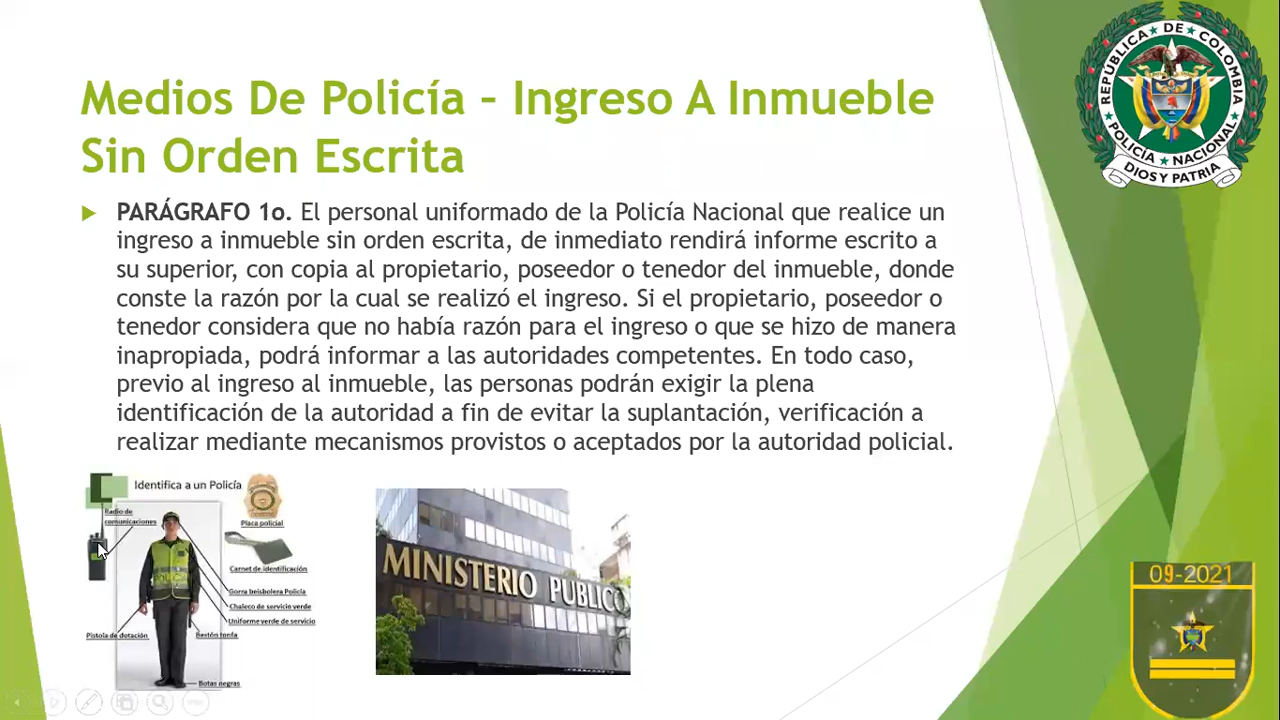 Medios De Policía – Ingreso A Inmueble
Sin Orden Escrita
REPÚBLICA DE COLOMBIA
POLICÍA NACIONAL
DIOS Y PATRIA
PARÁGRAFO 1o. El personal uniformado de la Policía Nacional que realice un
ingreso a inmueble sin orden escrita, de inmediato rendirá informe escrito a
su superior, con copia al propietario, poseedor o tenedor del inmueble, donde
conste la razón por la cual se realizó el ingreso. Si el propietario, poseedor o
tenedor considera que no había razón para el ingreso o que se hizo de manera
inapropiada, podrá informar a las autoridades competentes. En todo caso,
previo al ingreso al inmueble, las personas podrán exigir la plena
identificación de la autoridad a fin de evitar la suplantación, verificación a
realizar mediante mecanismos provistos o aceptados por la autoridad policial.
Identifica a un Policía
Radio de
comunicaciones
Placa policial
Carnet de identificación
Gorra beisbolera Policía
Chaleco de servicio verde
Uniforme verde de servicio
Pistola de dotación
Bastón tonfa
Botas negras
MINISTERIO PUBLICO
09-2021